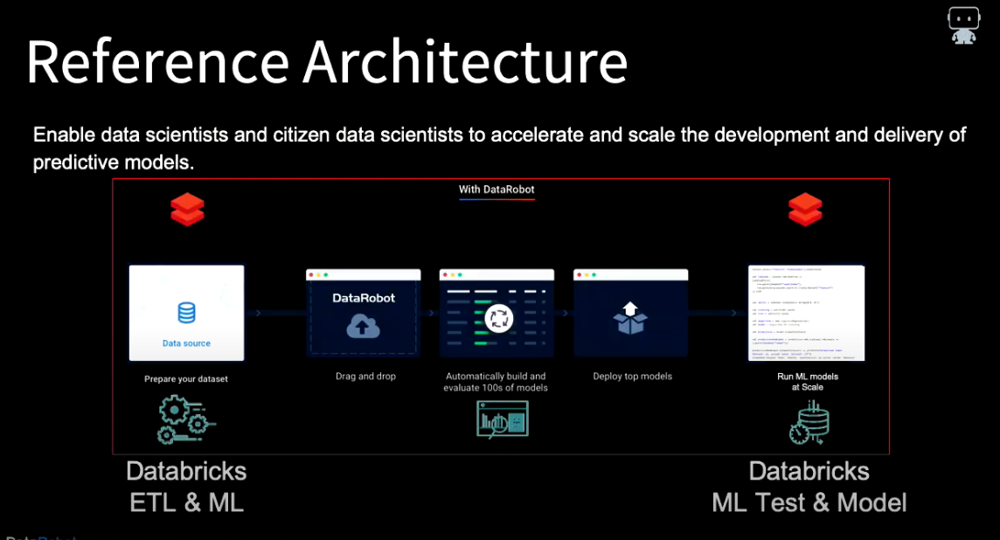 Reference Architecture
Enable data scientists and citizen data scientists to accelerate and scale the development and delivery of
predictive models.
With DataRobot
DataRobot
Data source
Prepare your dataset
Drag and drop
Automatically build and
evaluate 100s of models
Deploy top models
Run ML models
at Scale
Databricks
ETL & ML
Databricks
ML Test & Model